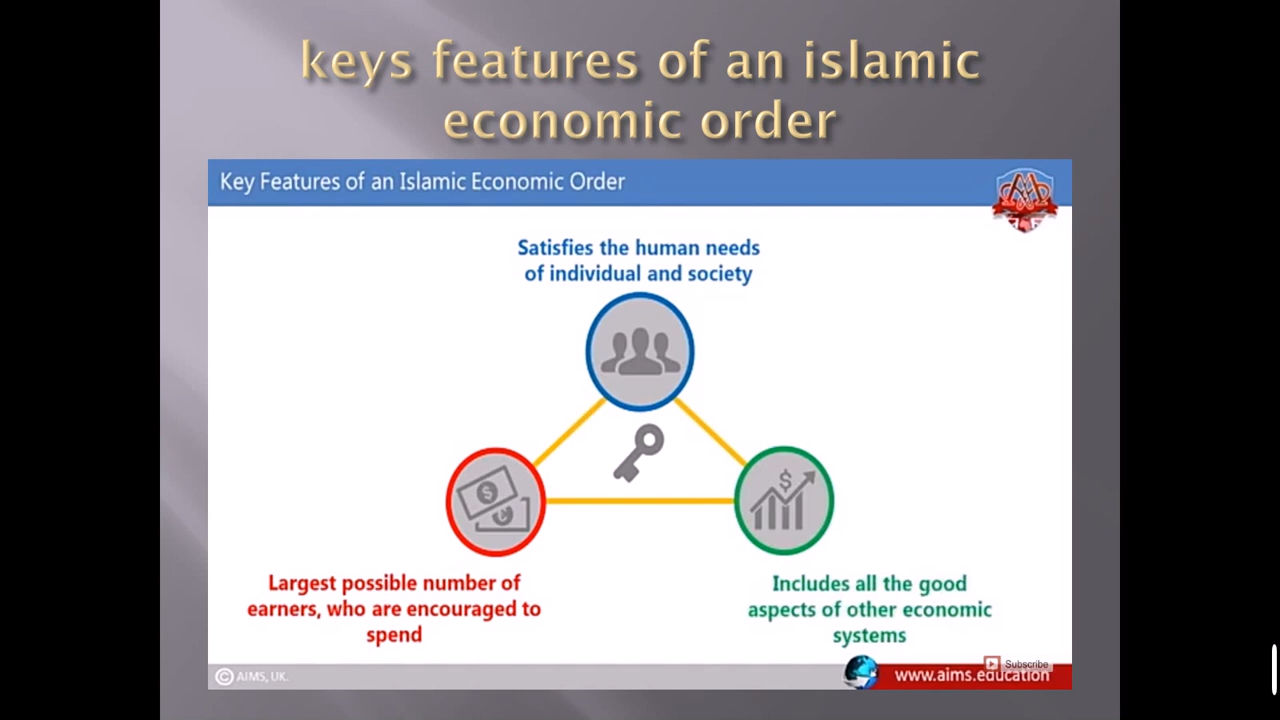 keys features of an islamic
economic order
Key Features of an Islamic Economic Order
Satisfies the human needs
of individual and society
Largest possible number of
earners, who are encouraged to
spend
Includes all the good
aspects of other economic
systems
© AIMS, UK.
Subscribe
www.aims.education